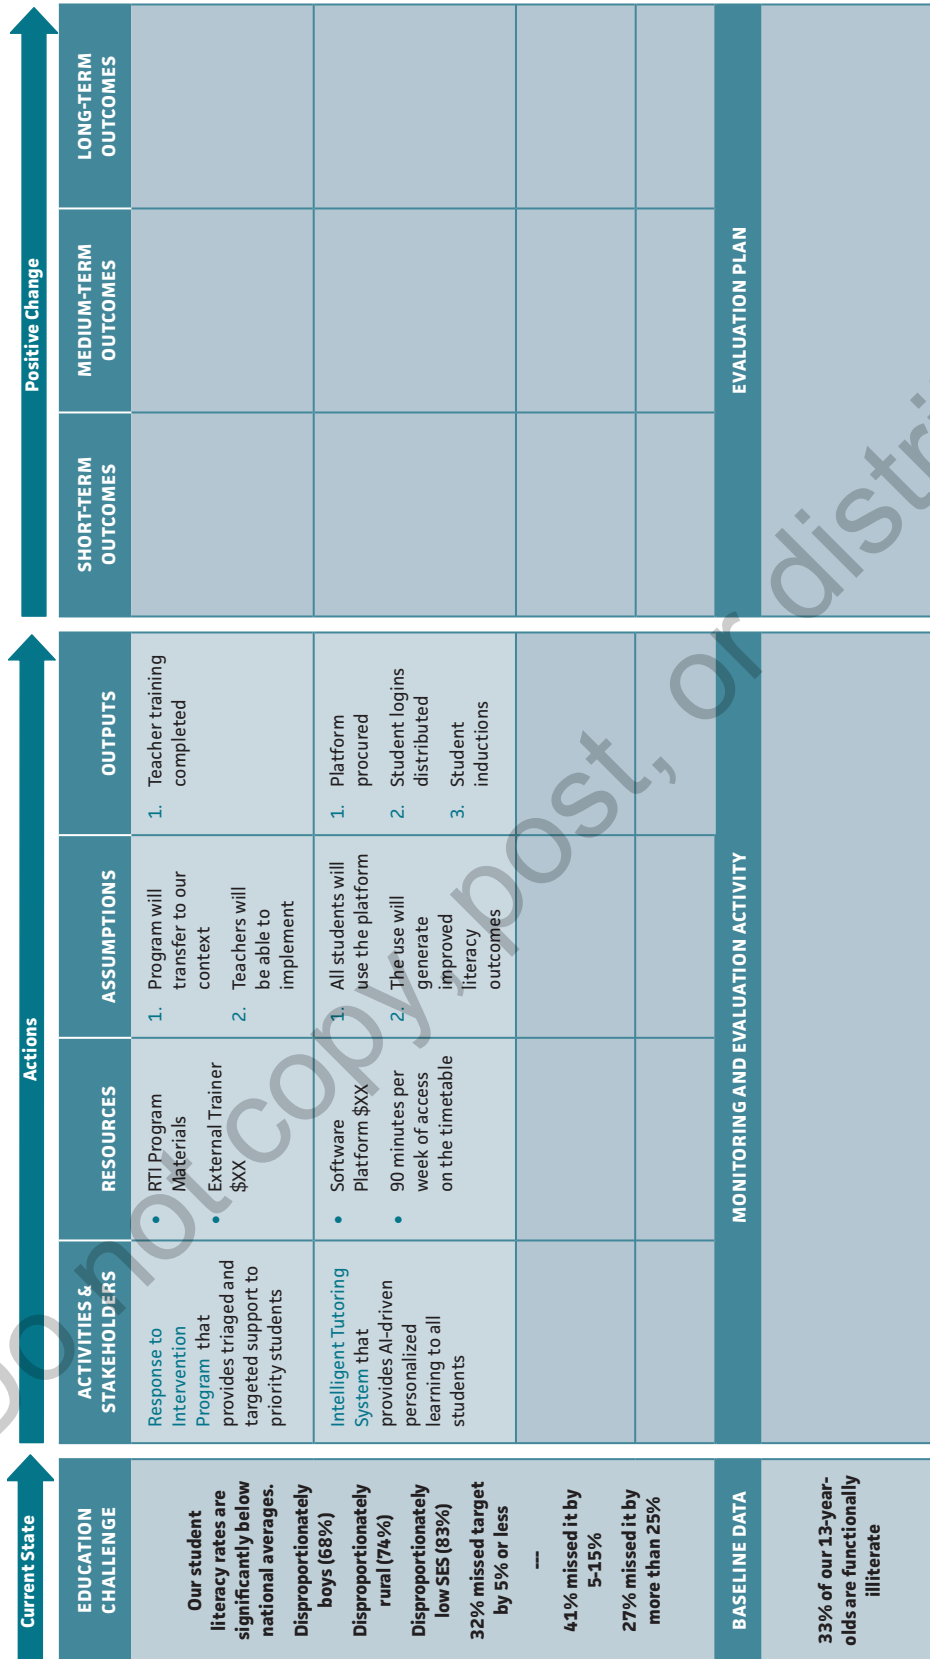 Current State
Actions
Positive Change
EDUCATION
CHALLENGE
ACTIVITIES &
STAKEHOLDERS
RESOURCES
ASSUMPTIONS
OUTPUTS
SHORT-TERM
OUTCOMES
MEDIUM-TERM
OUTCOMES
LONG-TERM
OUTCOMES
Our student
literacy rates are
significantly below
national averages.
Disproportionately
boys (68%)
Disproportionately
rural (74%)
Disproportionately
low SES (83%)
32% missed target
by 5% or less
---
41% missed it by
5-15%
27% missed it by
more than 25%
Response to
Intervention
Program that
provides triaged and
targeted support to
priority students
• RTI Program
Materials
• External Trainer
$XX
1. Program will
transfer to our
context
2. Teachers will
be able to
implement
1. Teacher training
completed
Intelligent Tutoring
System that
provides AI-driven
personalized
learning to all
students
• Software
Platform $XX
• 90 minutes per
week of access
on the timetable
1. All students will
use the platform
2. The use will
generate
improved
literacy
outcomes
1. Platform
procured
2. Student logins
distributed
3. Student
inductions
BASELINE DATA
MONITORING AND EVALUATION ACTIVITY
EVALUATION PLAN
33% of our 13-year-
olds are functionally
illiterate
not copy, post, or